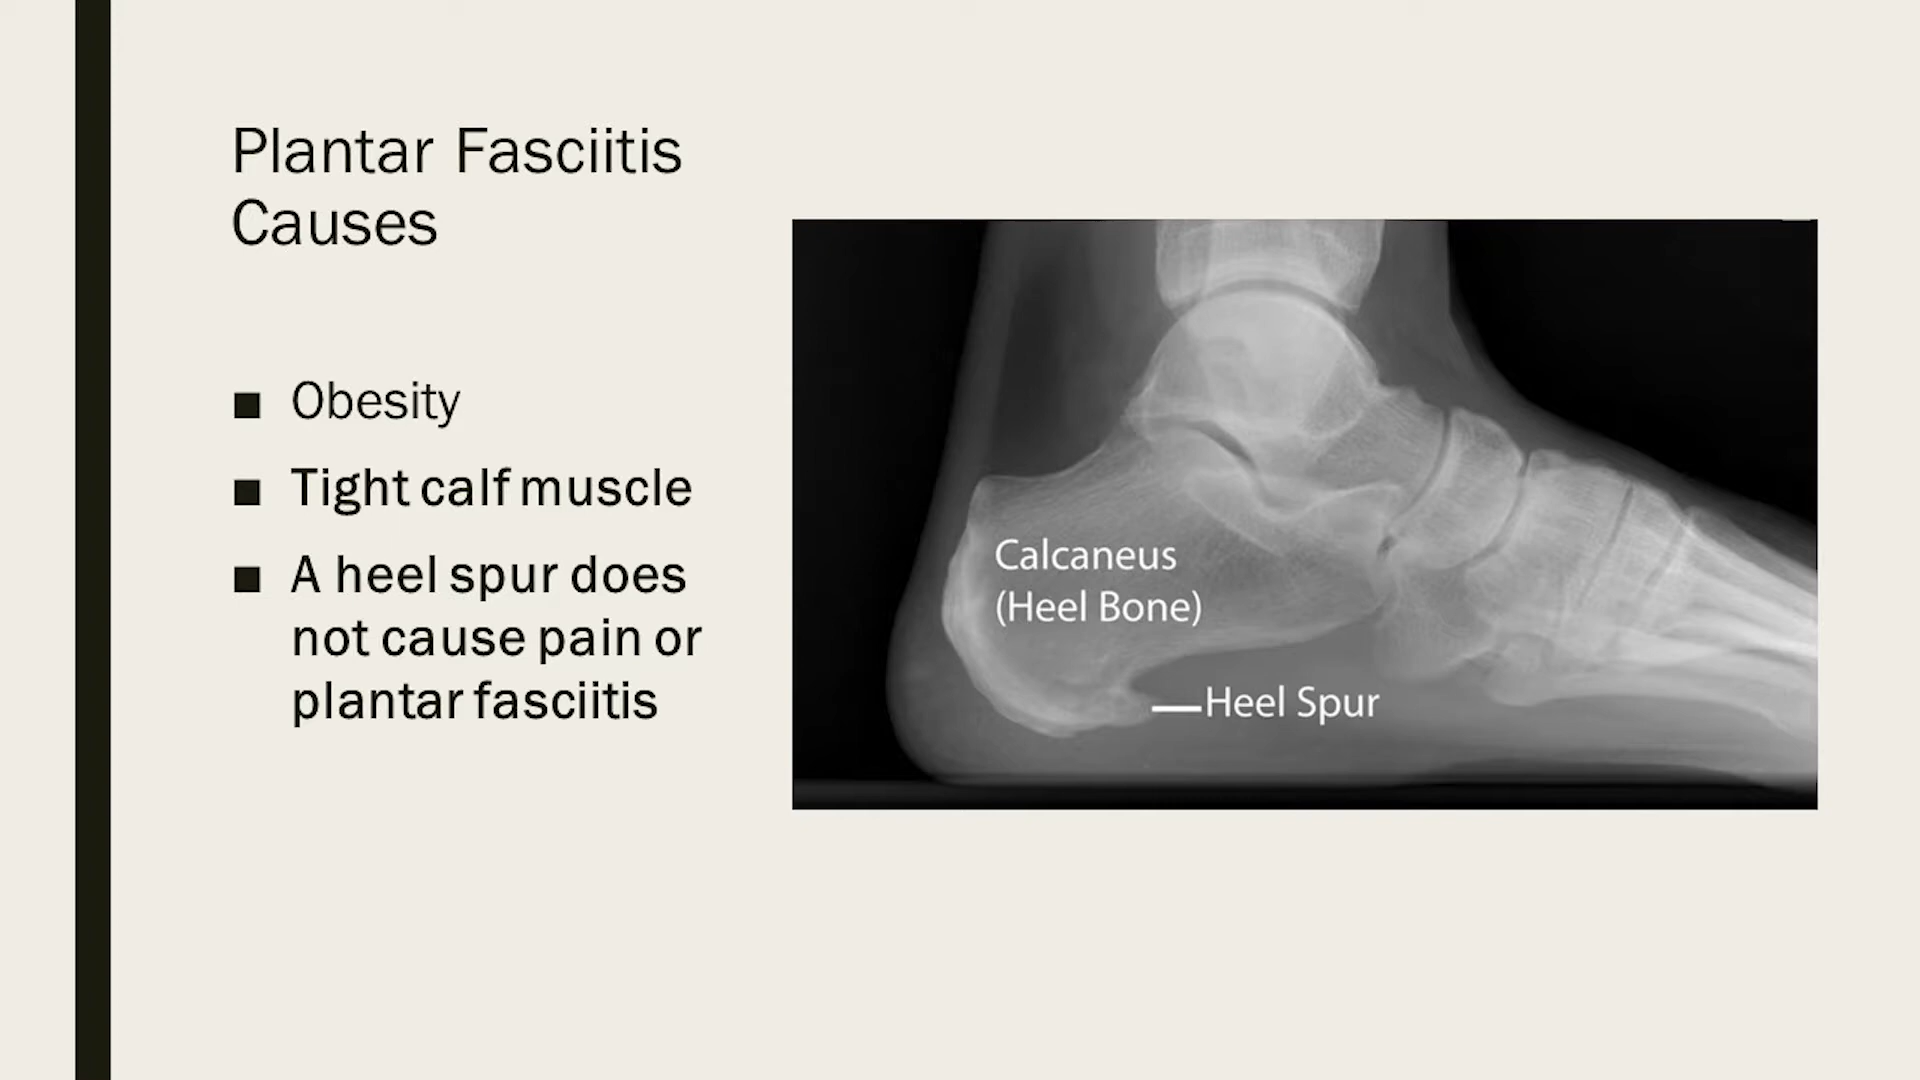 Plantar Fasciitis
Causes
■ Obesity
■ Tight calf muscle
■ A heel spur does
not cause pain or
plantar fasciitis
Calcaneus
(Heel Bone)
Heel Spur